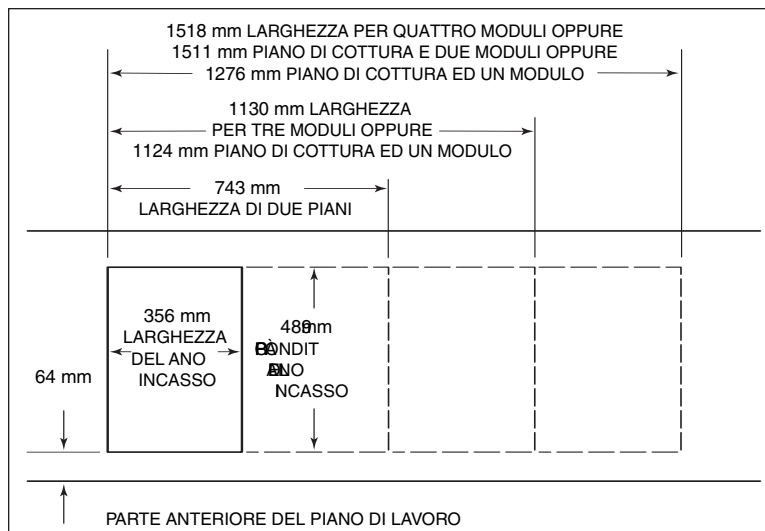 1518 mm LARGHEZZA PER QUATTRO MODULI OPPURE
1511 mm PIANO DI COTTURA E DUE MODULI OPPURE
1276 mm PIANO DI COTTURA ED UN MODULO
1130 mm LARGHEZZA
PER TRE MODULI OPPURE
1124 mm PIANO DI COTTURA ED UN MODULO
743 mm
LARGHEZZA DI DUE PIANI
356 mm
LARGHEZZA
DEL ANO
INCASSO
mm
INCASSO
64 mm
PARTE ANTERIORE DEL PIANO DI LAVORO